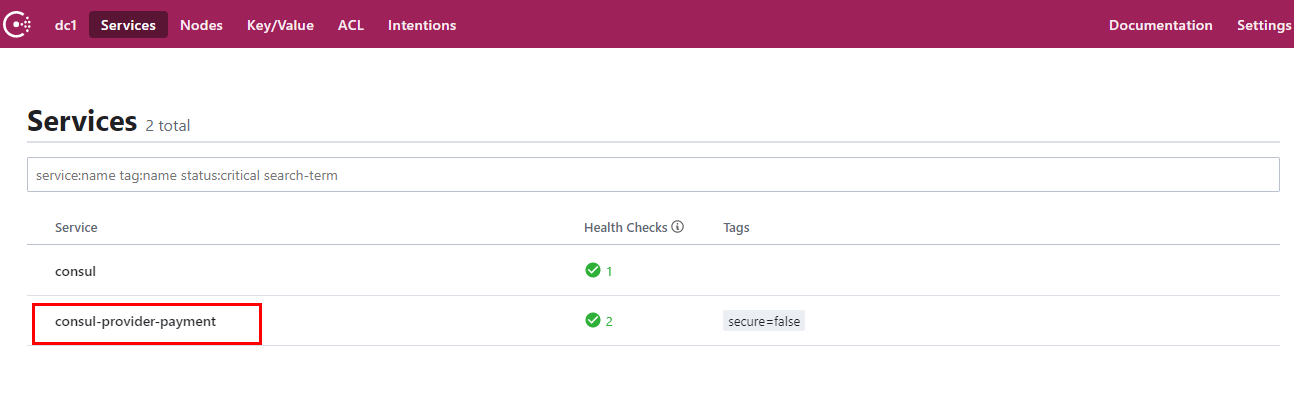 dc1 Services Nodes Key/Value ACL Intentions Documentation Settings
Services 2 total
service:name tag:name status:critical search-term
Service Health Checks Tags
consul 1
consul-provider-payment 2 secure=false